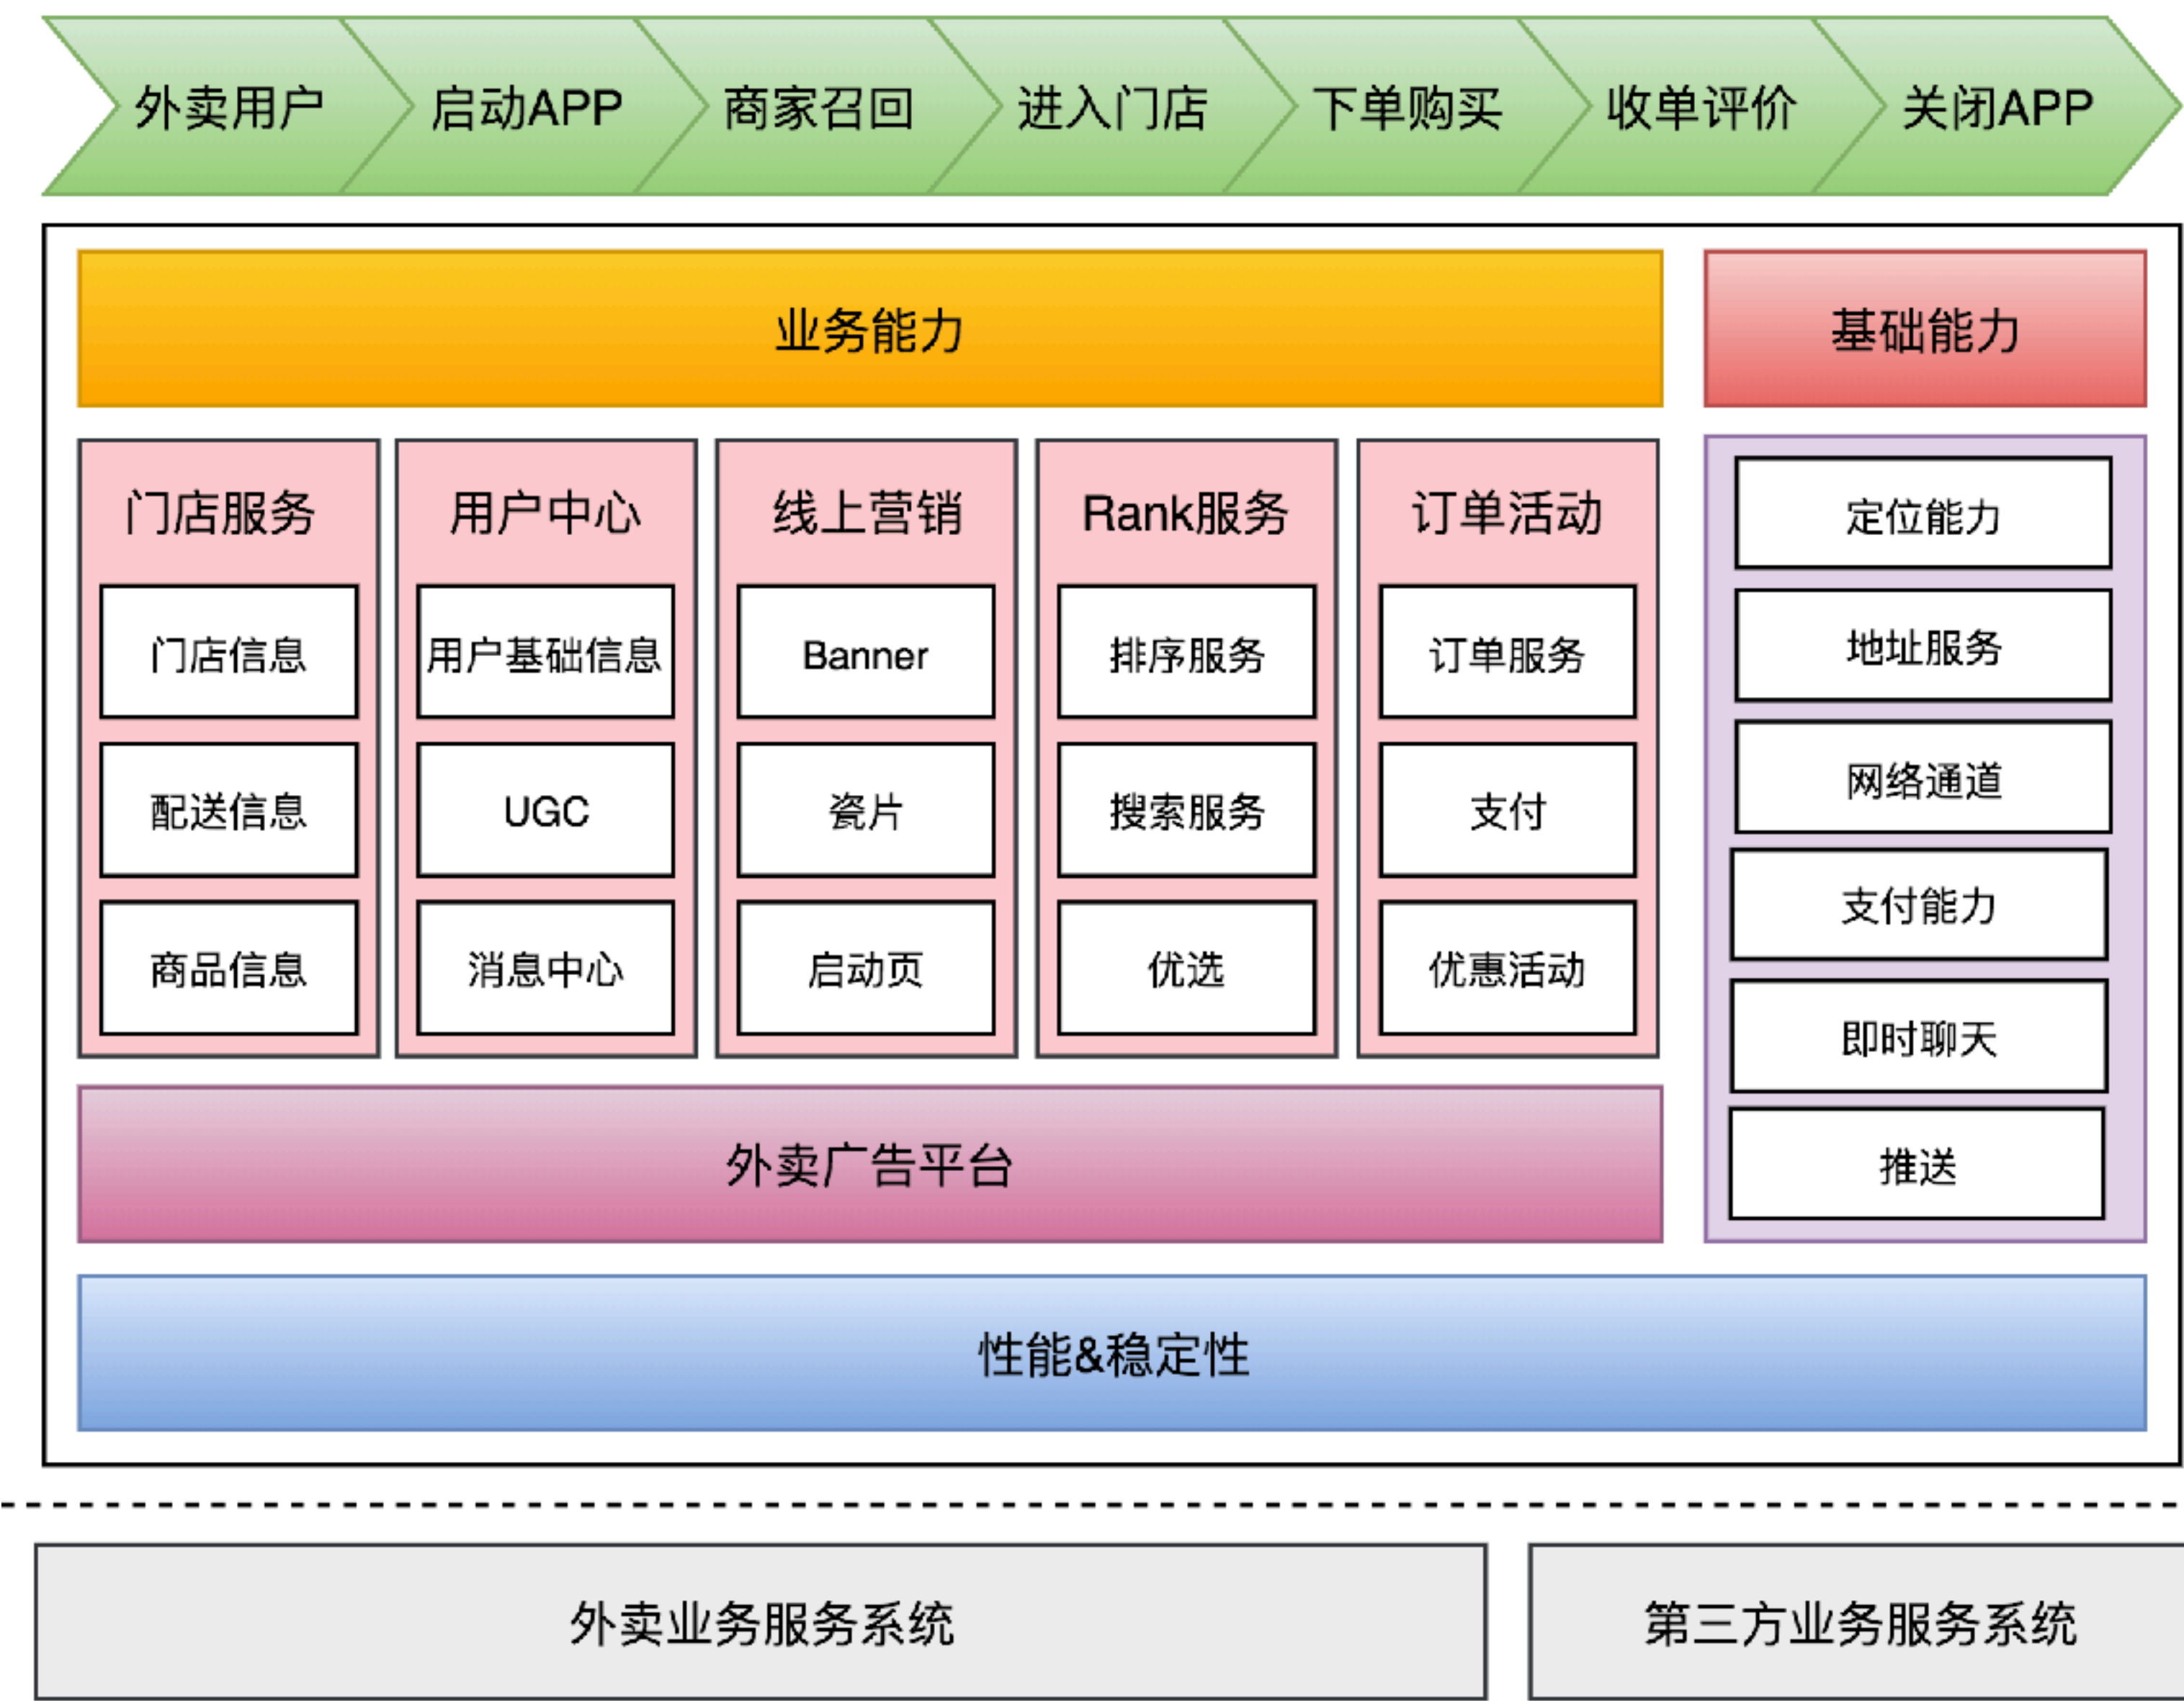 外卖用户
启动APP
商家召回
进入门店
下单购买
收单评价
关闭APP
业务能力
基础能力
门店服务
门店信息
配送信息
商品信息
用户中心
用户基础信息
UGC
消息中心
线上营销
Banner
瓷片
启动页
Rank服务
排序服务
搜索服务
优选
订单活动
订单服务
支付
优惠活动
定位能力
地址服务
网络通道
支付能力
即时聊天
推送
外卖广告平台
性能&稳定性
外卖业务服务系统
第三方业务服务系统